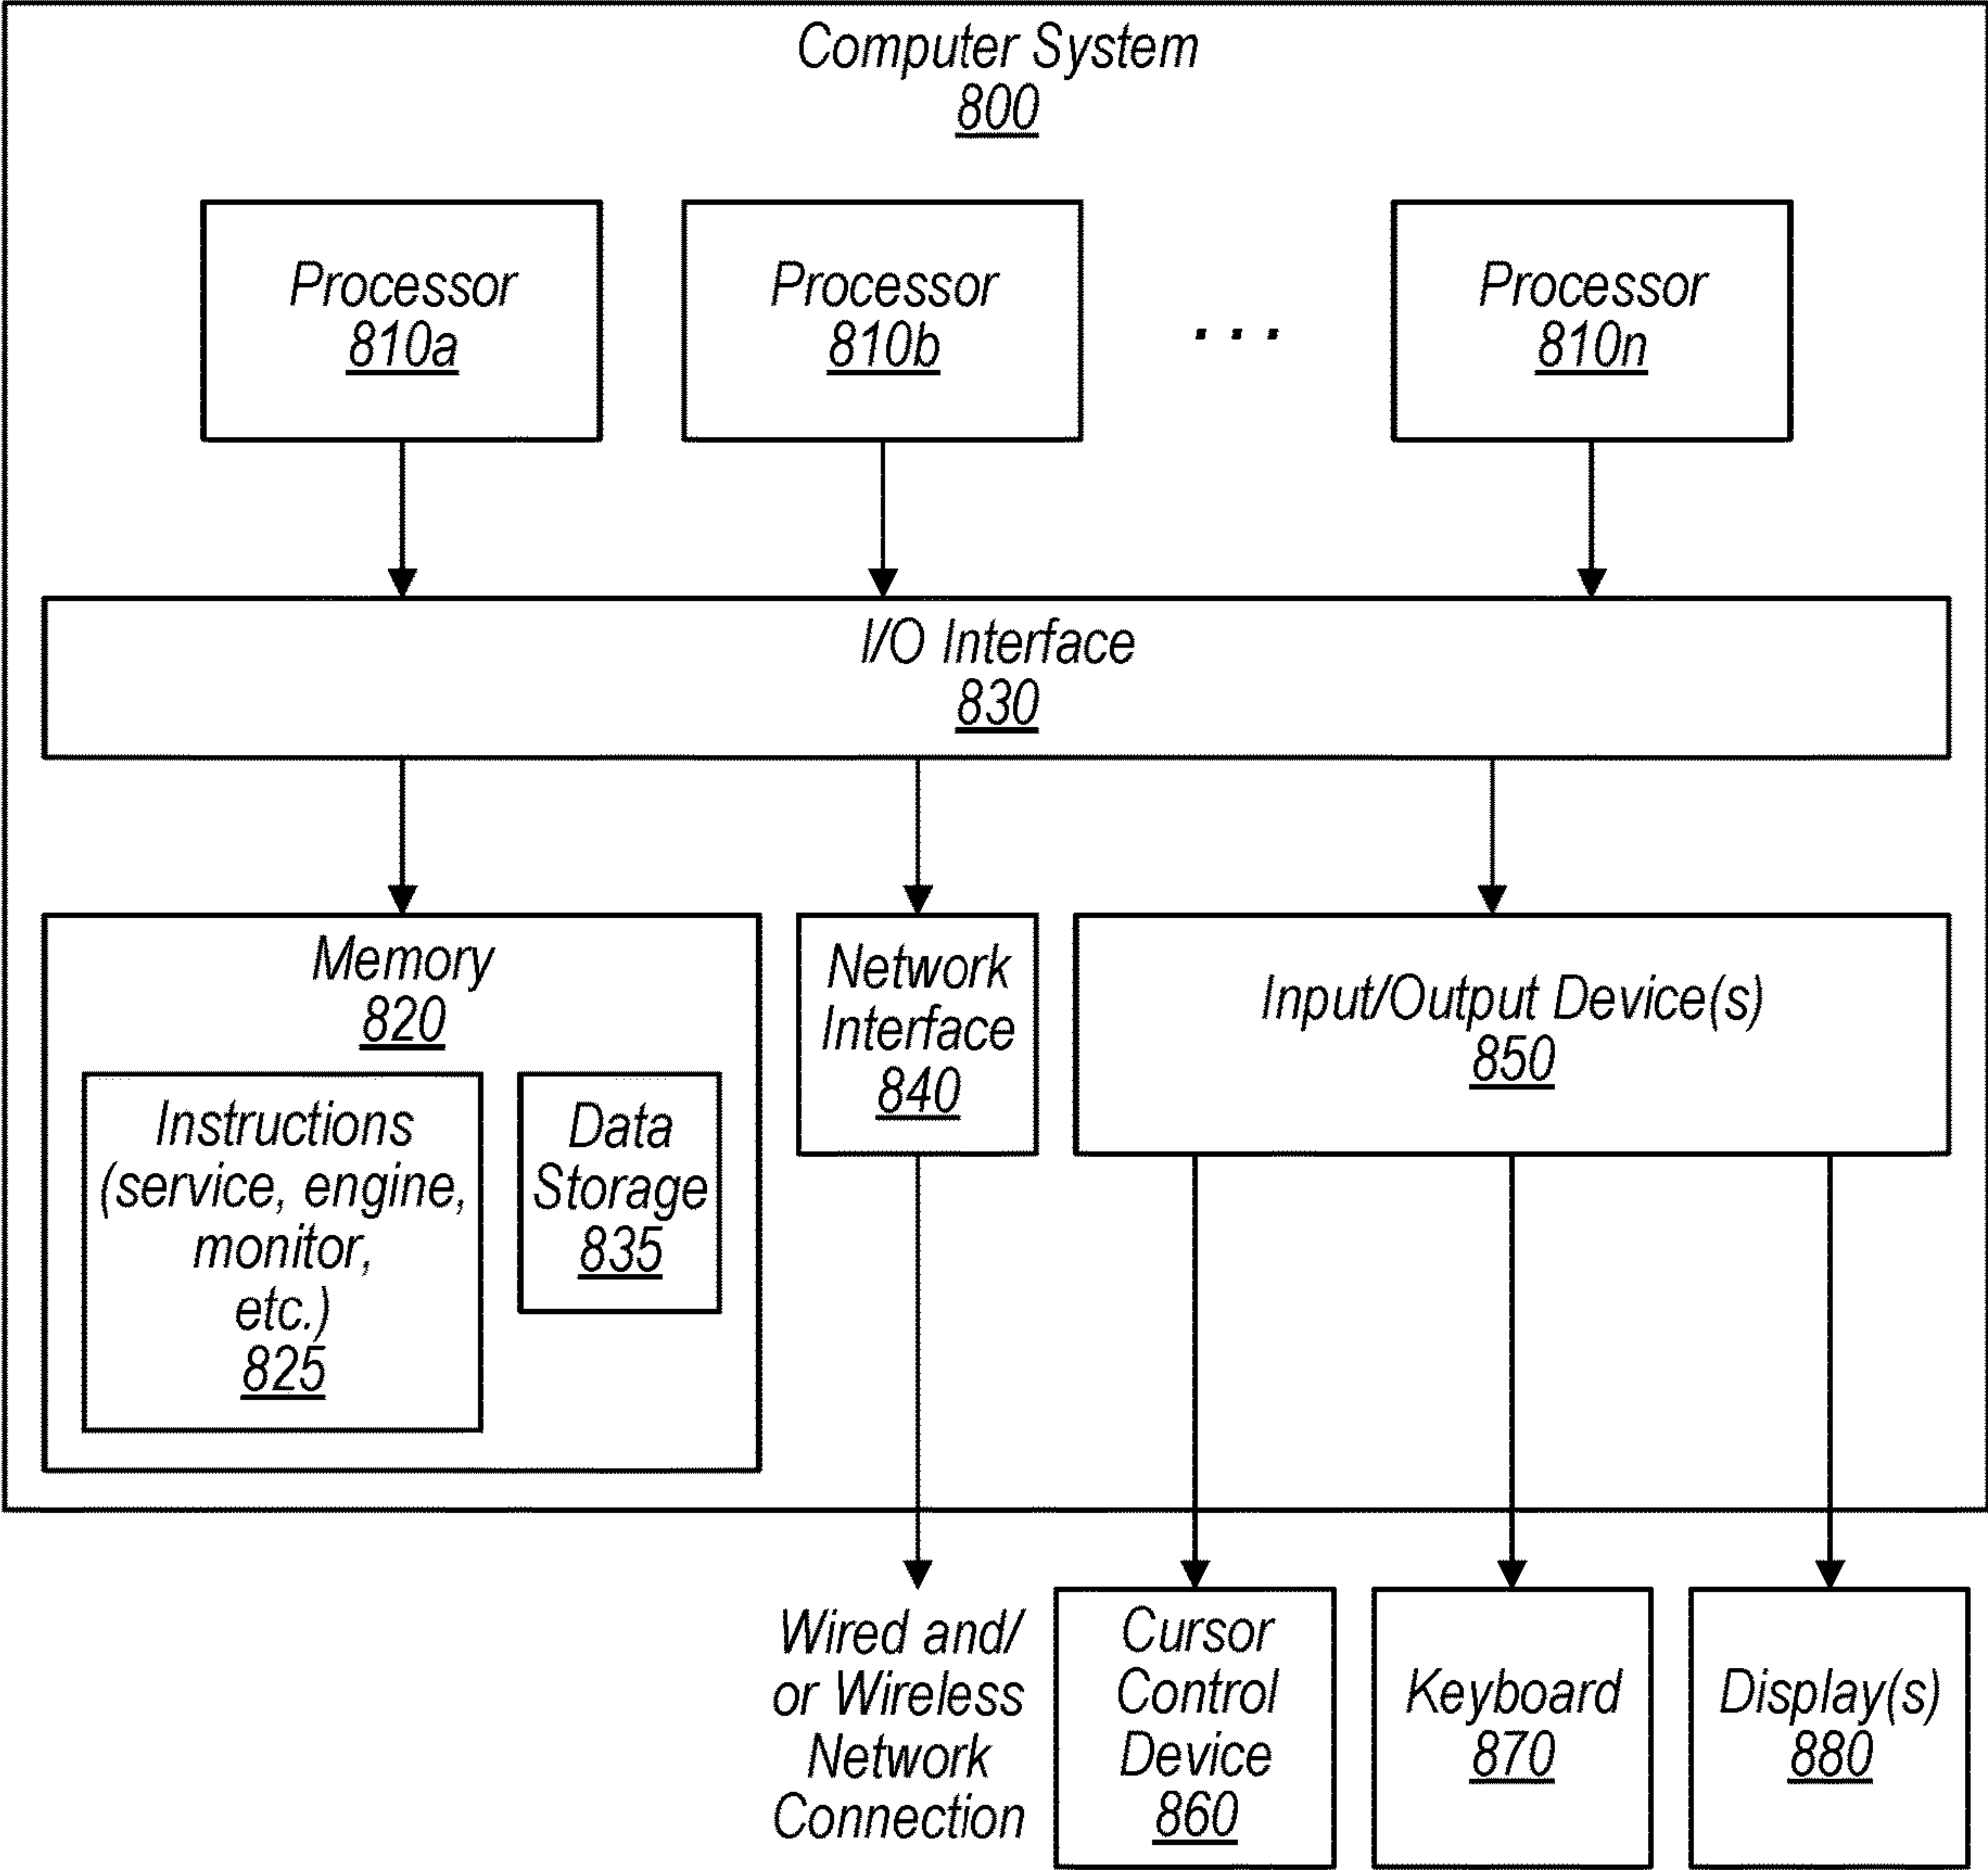 Computer System
800
Processor
810a
Processor
810b
. . .
Processor
810n
I/O Interface
830
Memory
820
Instructions
(service, engine,
monitor,
etc.)
825
Data
Storage
835
Network
Interface
840
Input/Output Device(s)
850
Wired and/
or Wireless
Network
Connection
Cursor
Control
Device
860
Keyboard
870
Display(s)
880